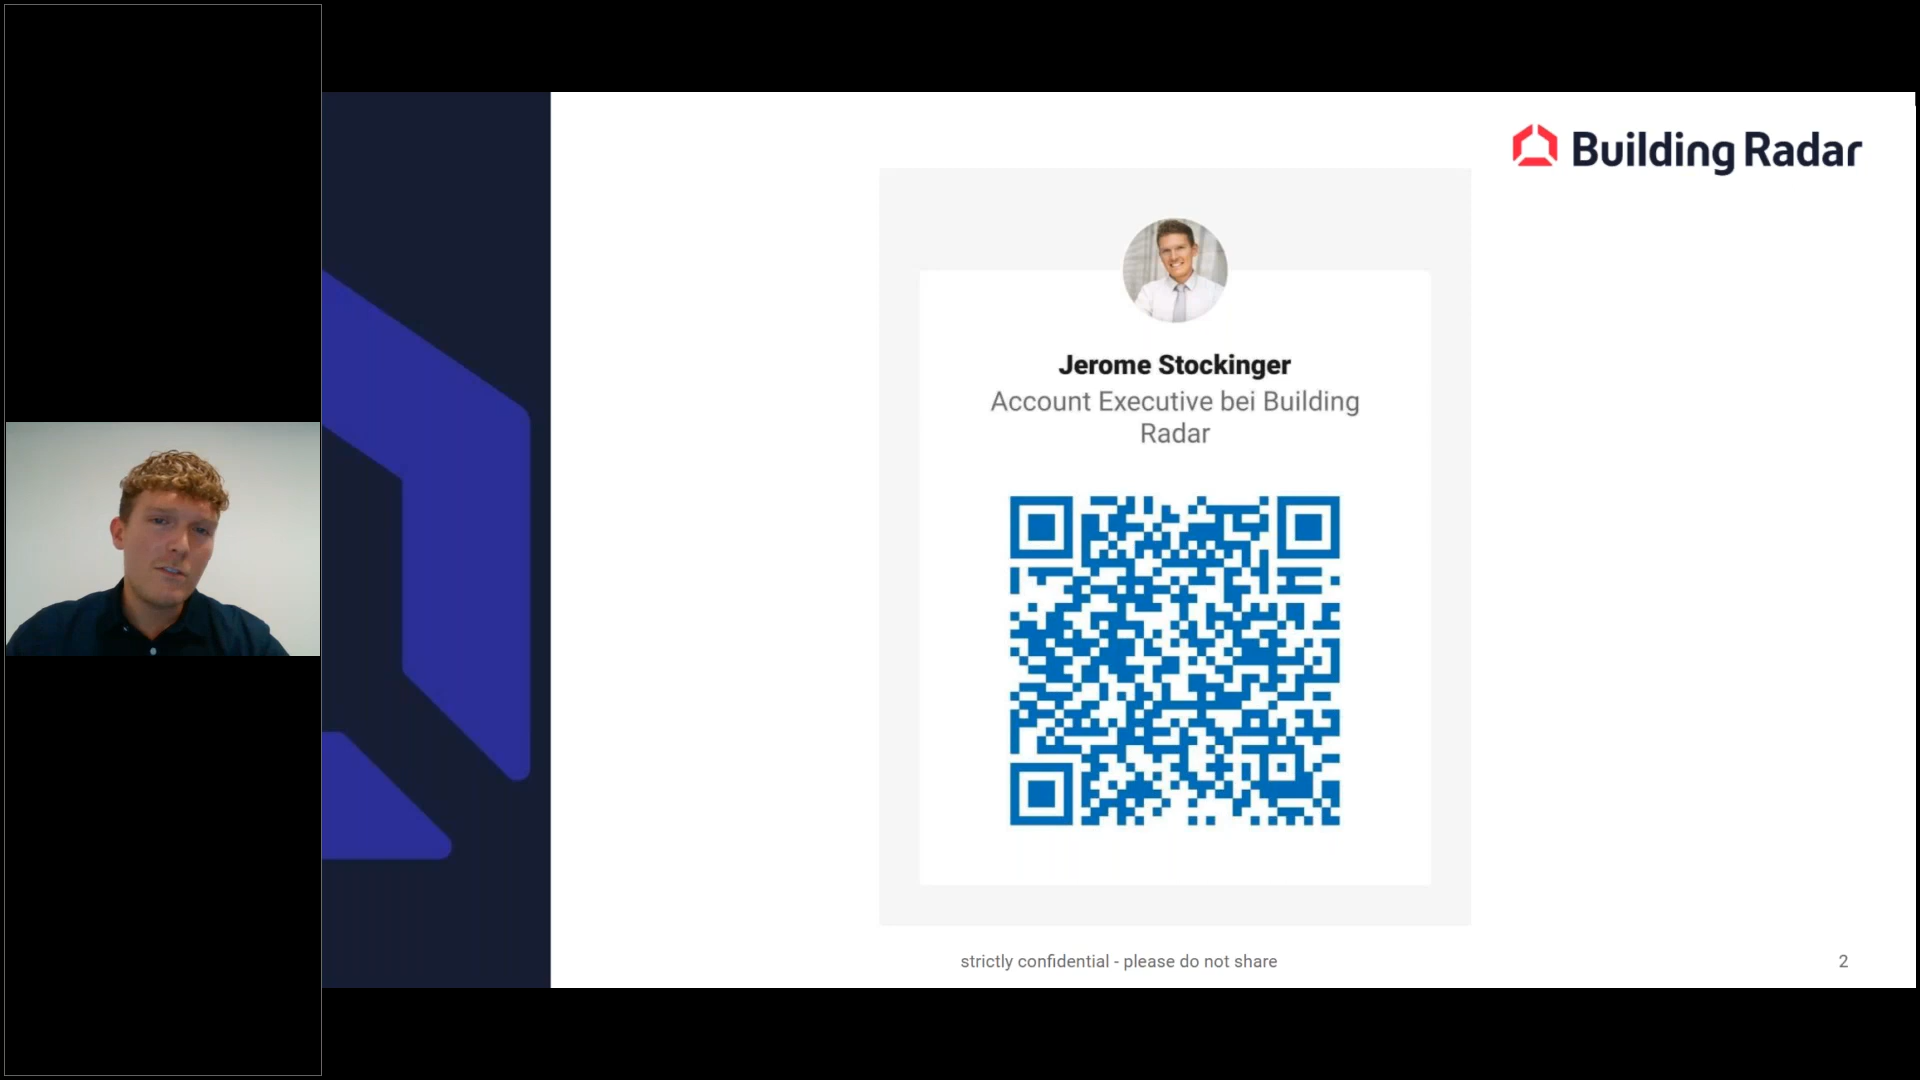 Building Radar
Jerome Stockinger
Account Executive bei Building
Radar
strictly confidential - please do not share
2